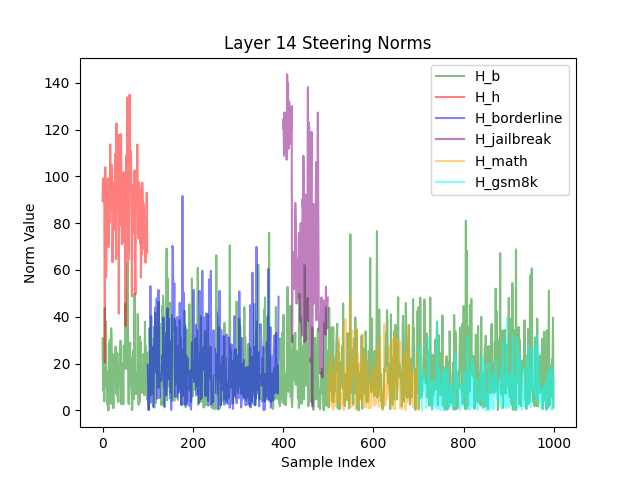 Layer 14 Steering Norms
Norm Value
140
120
100
80
60
40
20
0
0
200
400
600
800
1000
Sample Index
H_b
H_h
H_borderline
H_jailbreak
H_math
H_gsm8k